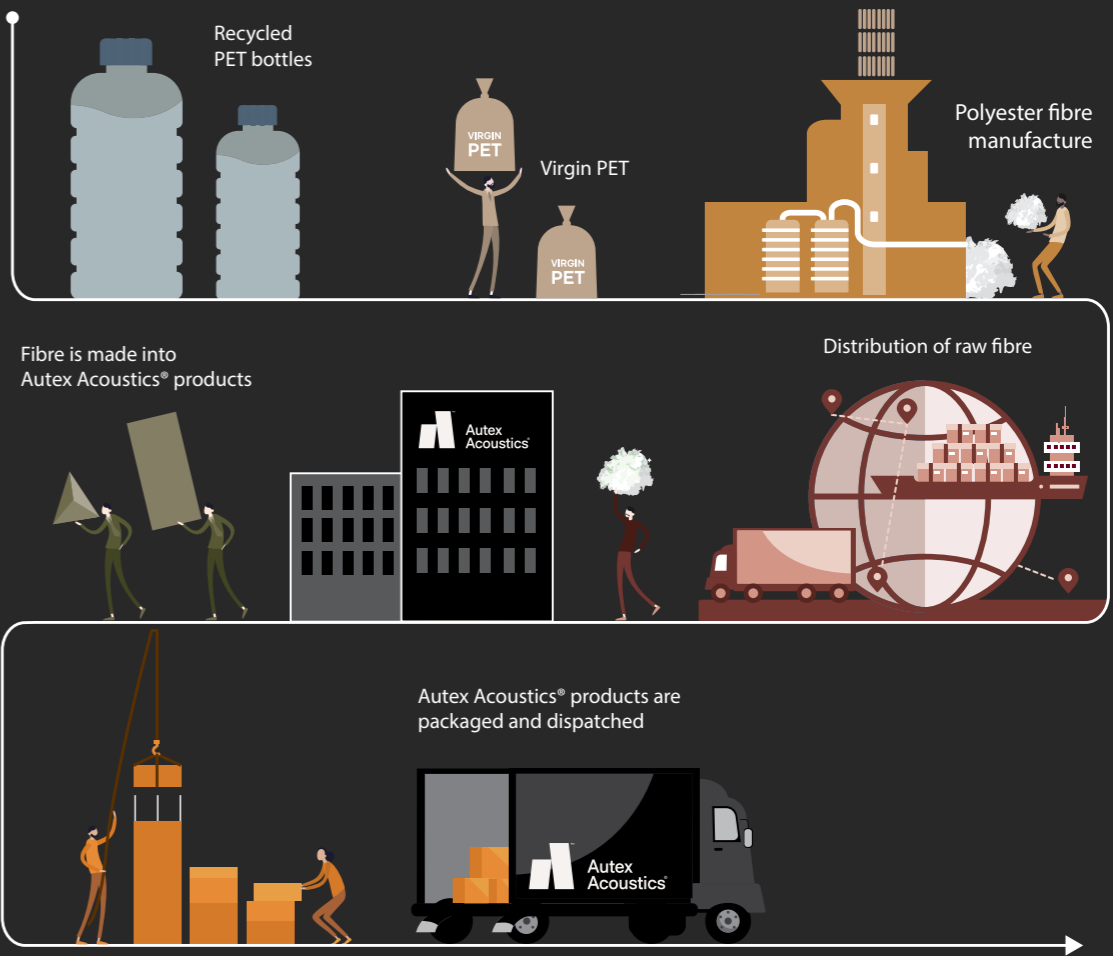 Recycled
PET bottles
VIRGIN
PET
Virgin PET
VIRGIN
PET
Polyester fibre
manufacture
Distribution of raw fibre
Autex
Acoustics®
Fibre is made into
Autex Acoustics® products
Autex Acoustics® products are
packaged and dispatched
Autex
Acoustics®